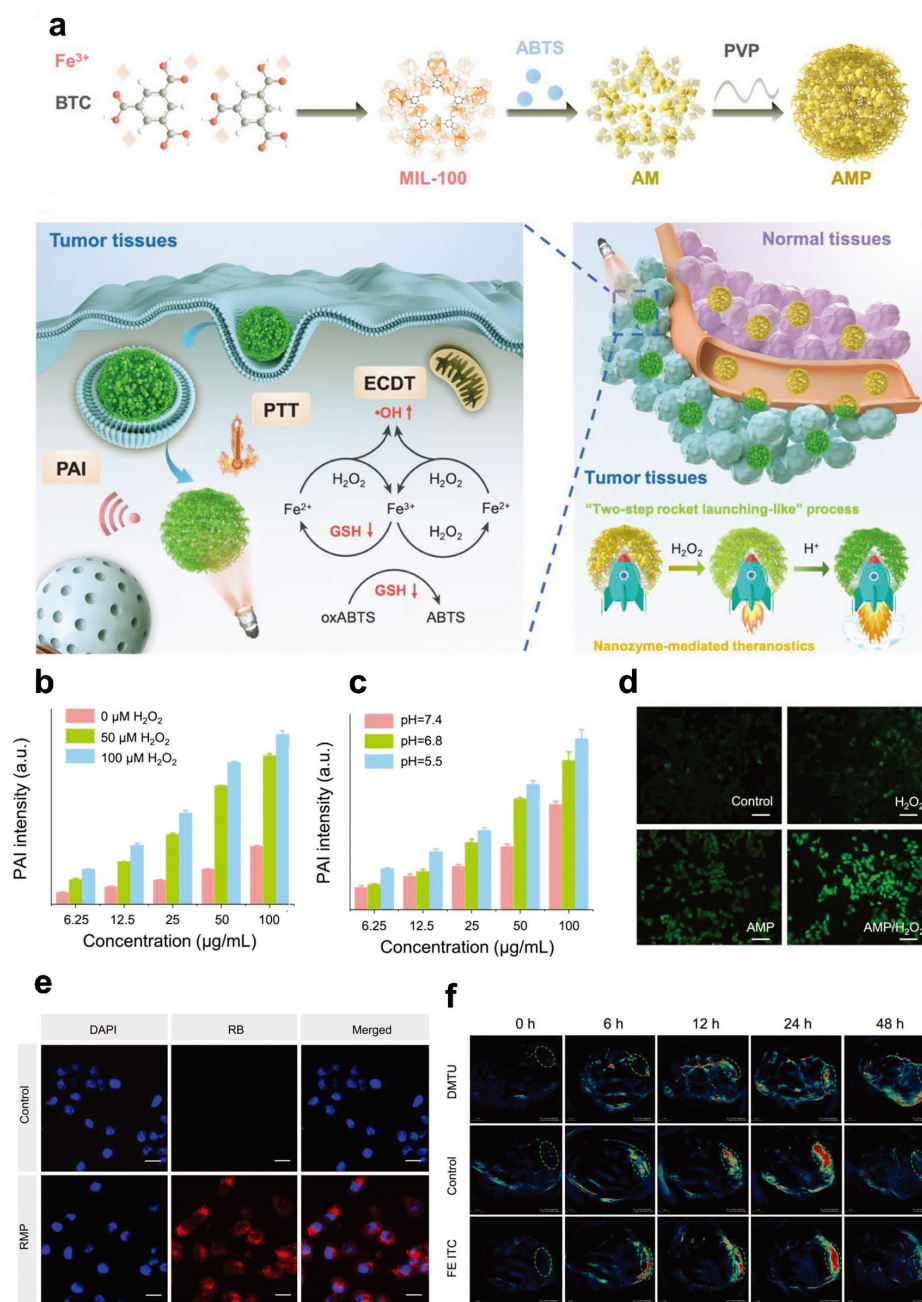 a
Fe³⁺
BTC
ABTS
PVP
MIL-100
AM
AMP
Tumor tissues
PAI
PTT
ECDT
•OH ↑
H₂O₂
H₂O₂
Fe²⁺
Fe³⁺
Fe²⁺
GSH ↓
H₂O₂
GSH ↓
oxABTS
ABTS
Normal tissues
Tumor tissues
"Two-step rocket launching-like" process
H₂O₂
H⁺
Nanozyme-mediated theranostics
b
0 µM H₂O₂
50 µM H₂O₂
100 µM H₂O₂
PAI intensity (a.u.)
6.25 12.5 25 50 100
Concentration (µg/mL)
c
pH=7.4
pH=6.8
pH=5.5
PAI intensity (a.u.)
6.25 12.5 25 50 100
Concentration (µg/mL)
d
Control
H₂O₂
AMP
AMP/H₂O₂
e
DAPI RB Merged
Control
RMP
f
0 h 6 h 12 h 24 h 48 h
DMTU
Control
FE ITC